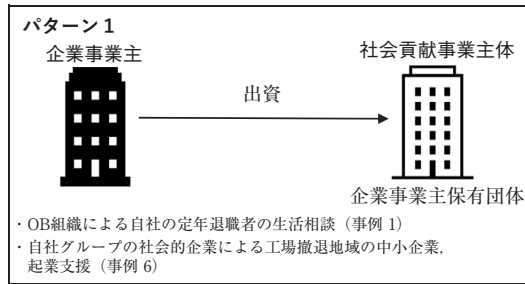 パターン1
企業事業主
社会貢献事業主体
出資
企業事業主保有団体
・OB組織による自社の定年退職者の生活相談（事例 1）
・自社グループの社会的企業による工場撤退地域の中小企業，
起業支援（事例 6）